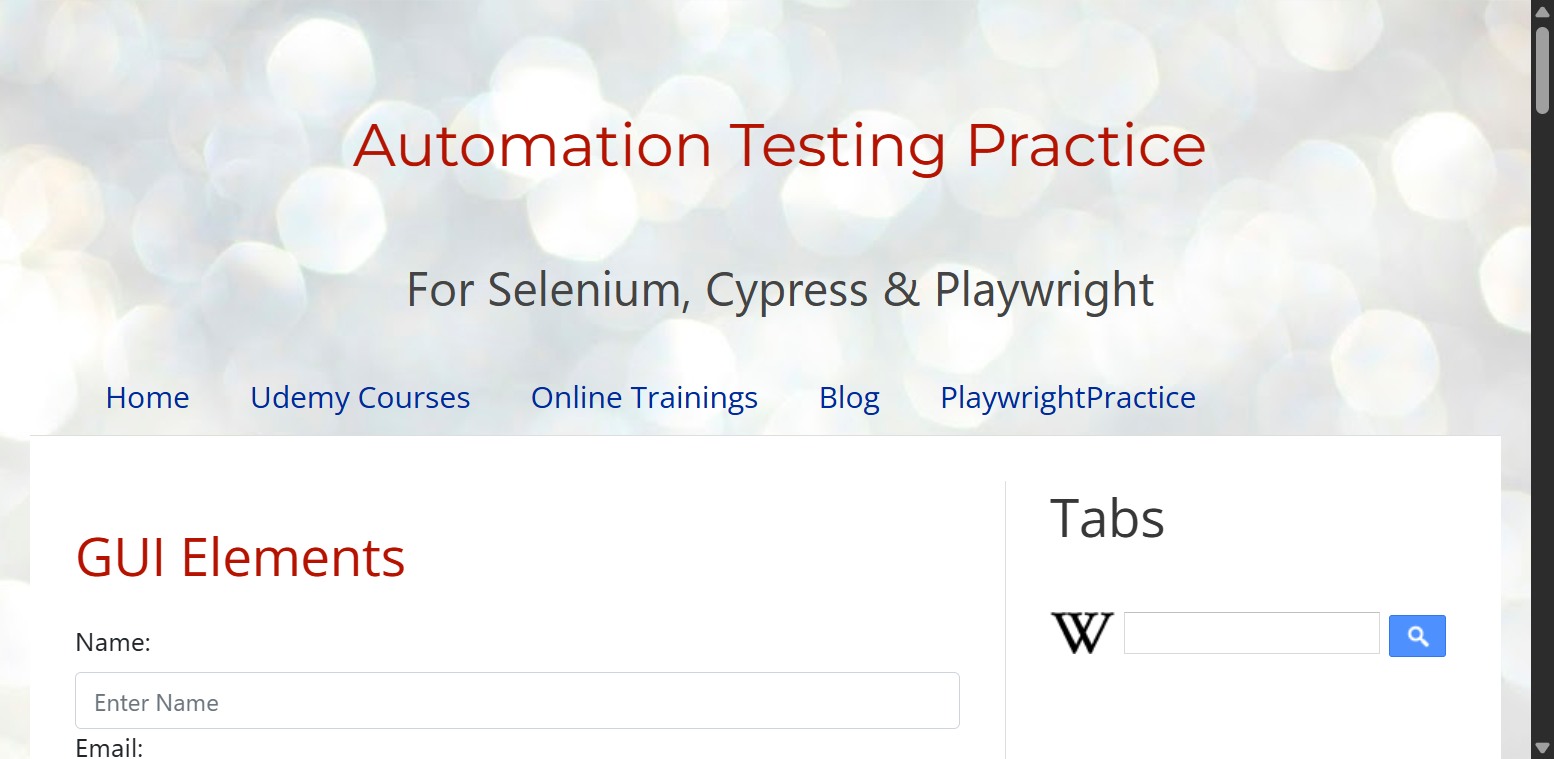 Automation Testing Practice
For Selenium, Cypress & Playwright
Home Udemy Courses Online Trainings Blog PlaywrightPractice
GUI Elements
Name:
Enter Name
Email:
Tabs
W